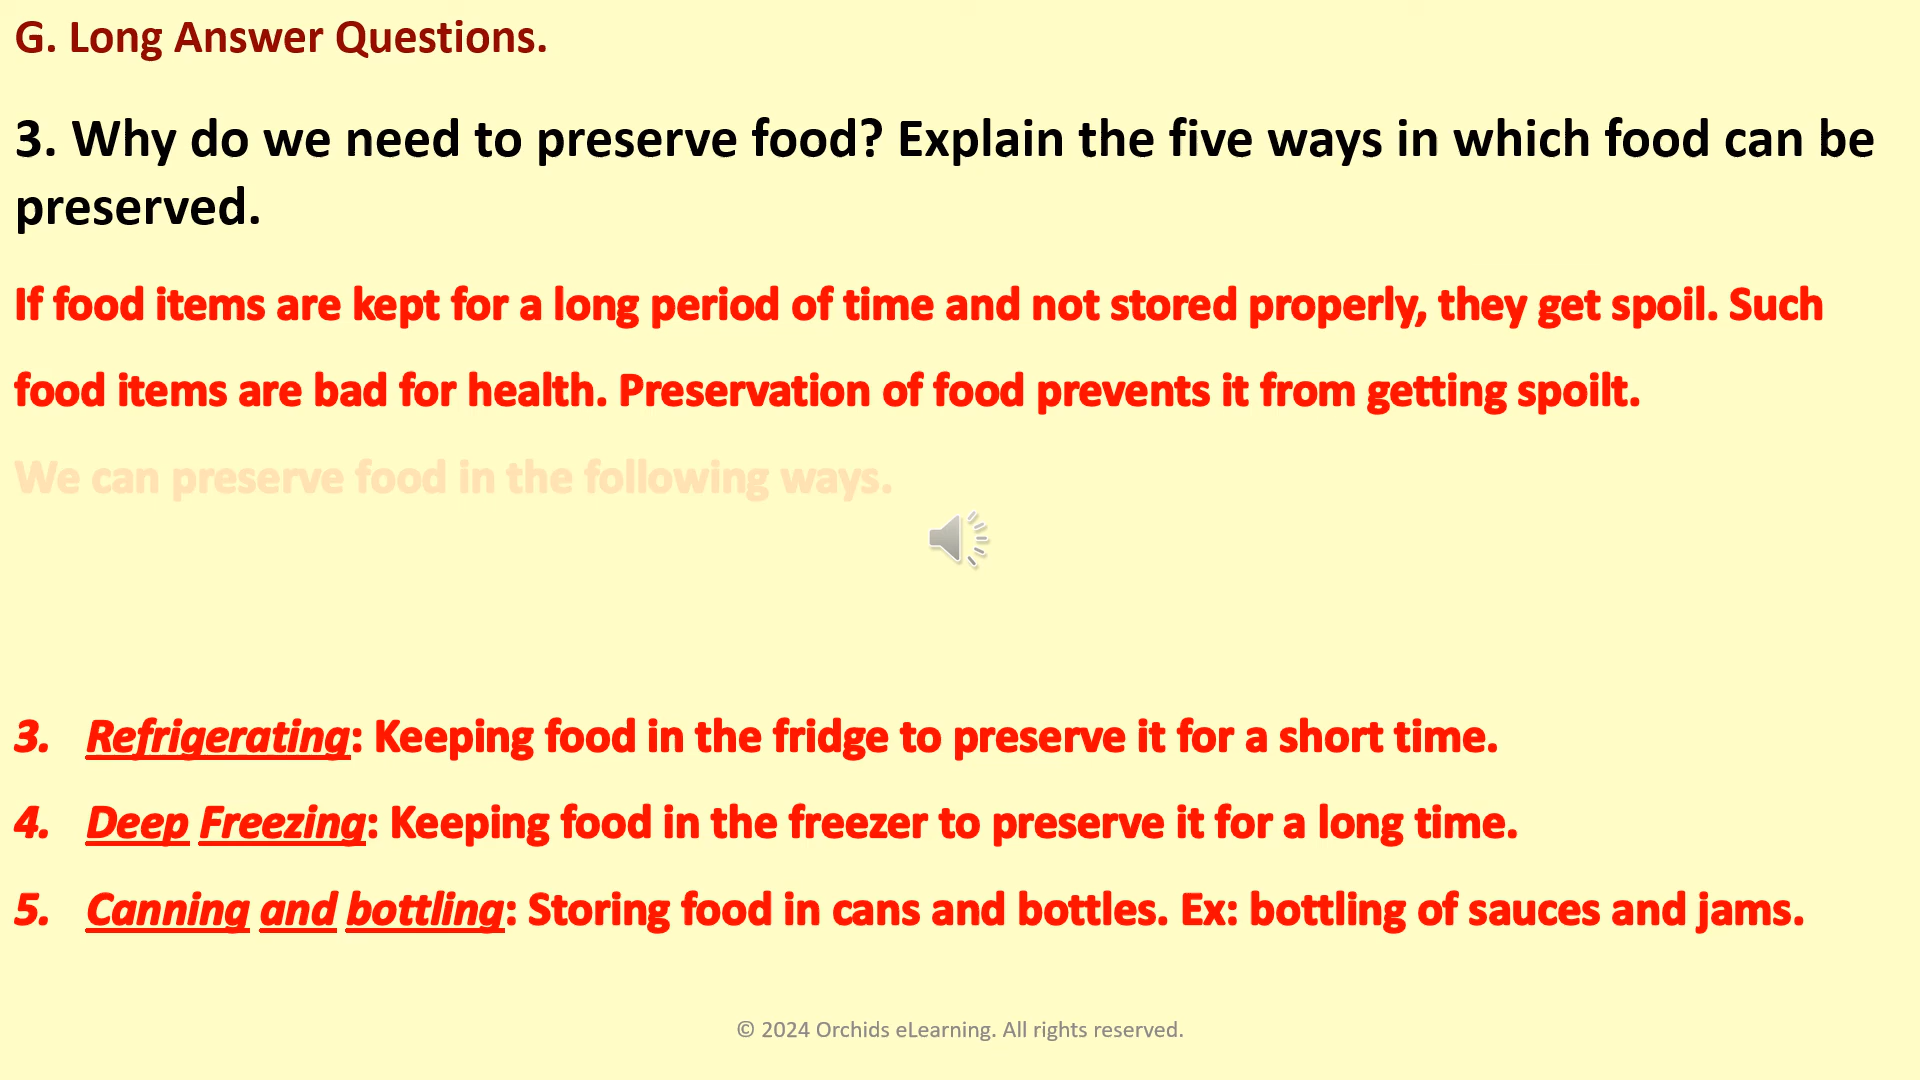 G. Long Answer Questions.
3. Why do we need to preserve food? Explain the five ways in which food can be
preserved.
If food items are kept for a long period of time and not stored properly, they get spoil. Such
food items are bad for health. Preservation of food prevents it from getting spoilt.
We can preserve food in the following ways.
3. Refrigerating: Keeping food in the fridge to preserve it for a short time.
4. Deep Freezing: Keeping food in the freezer to preserve it for a long time.
5. Canning and bottling: Storing food in cans and bottles. Ex: bottling of sauces and jams.
© 2024 Orchids eLearning. All rights reserved.